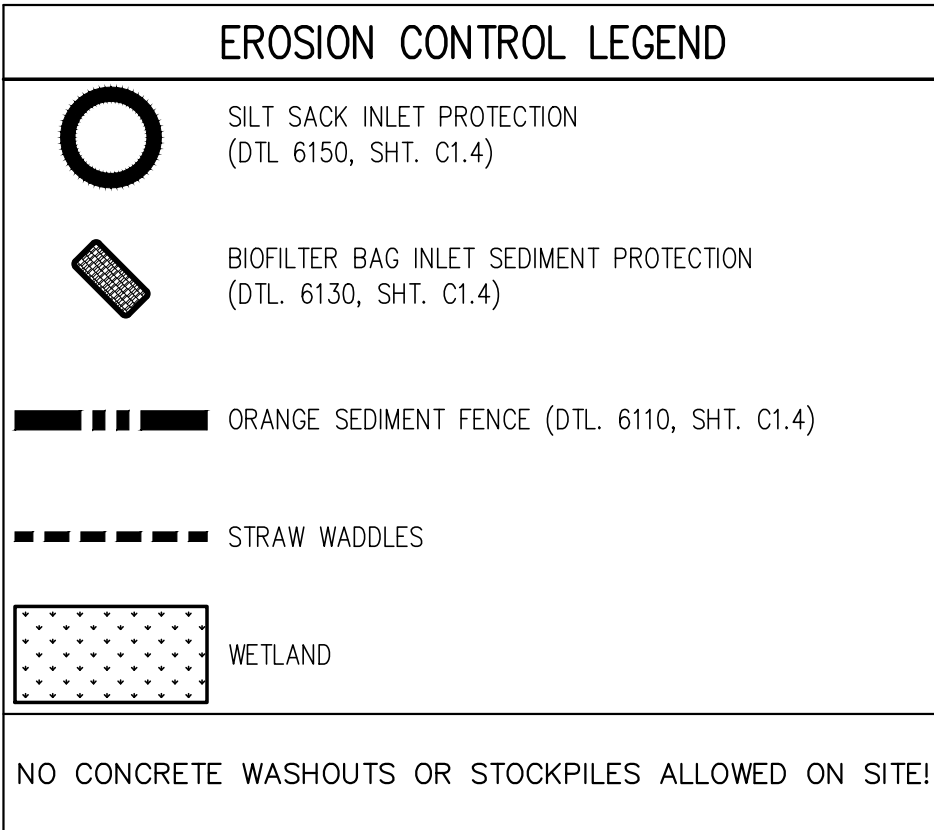 EROSION CONTROL LEGEND
SILT SACK INLET PROTECTION
(DTL 6150, SHT. C1.4)
BIOFILTER BAG INLET SEDIMENT PROTECTION
(DTL. 6130, SHT. C1.4)
ORANGE SEDIMENT FENCE (DTL. 6110, SHT. C1.4)
STRAW WADDLES
WETLAND
NO CONCRETE WASHOUTS OR STOCKPILES ALLOWED ON SITE!